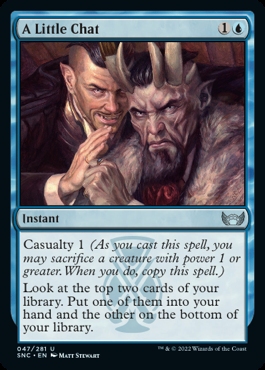 A Little Chat 1
Instant
Casualty 1 (As you cast this spell, you
may sacrifice a creature with power 1 or
greater. When you do, copy this spell.)
Look at the top two cards of your
library. Put one of them into your
hand and the other on the bottom of
your library.
047/281 U
SNC • EN Matt Stewart ™ & © 2022 Wizards of the Coast